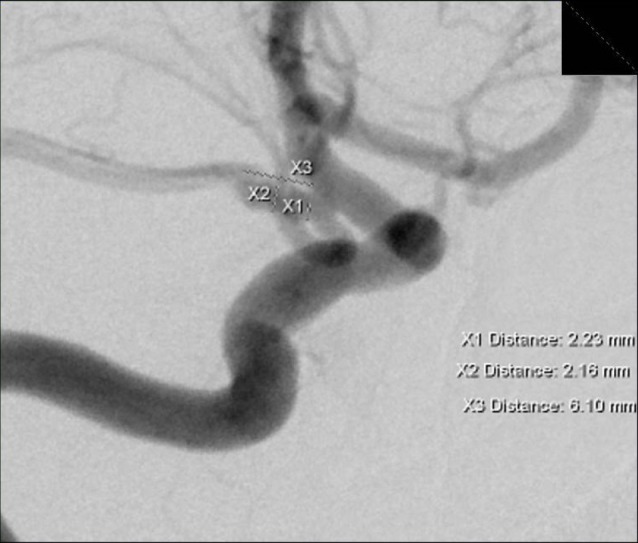 X3
X2
X1
X1 Distance: 2.23 mm
X2 Distance: 2.16 mm
X3 Distance: 6.10 mm